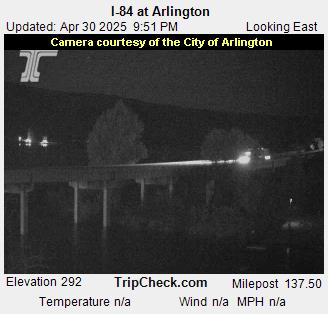 I-84 at Arlington
Updated: Apr 30 2025 9:51 PM Looking East
Camera courtesy of the City of Arlington
Elevation 292 TripCheck.com Milepost 137.50
Temperature n/a Wind n/a MPH n/a